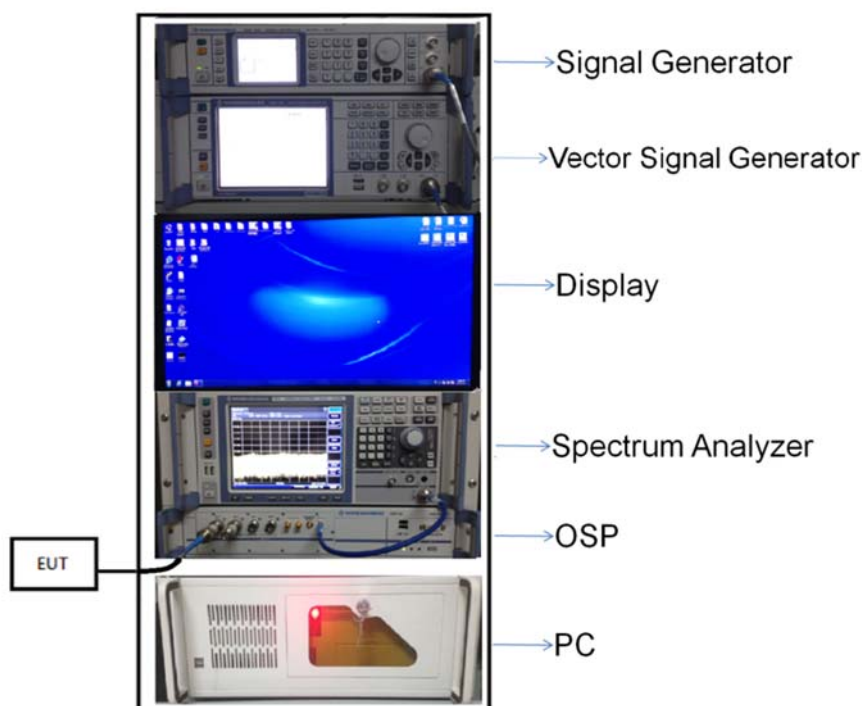 Signal Generator
Vector Signal Generator
Display
Spectrum Analyzer
OSP
EUT
PC